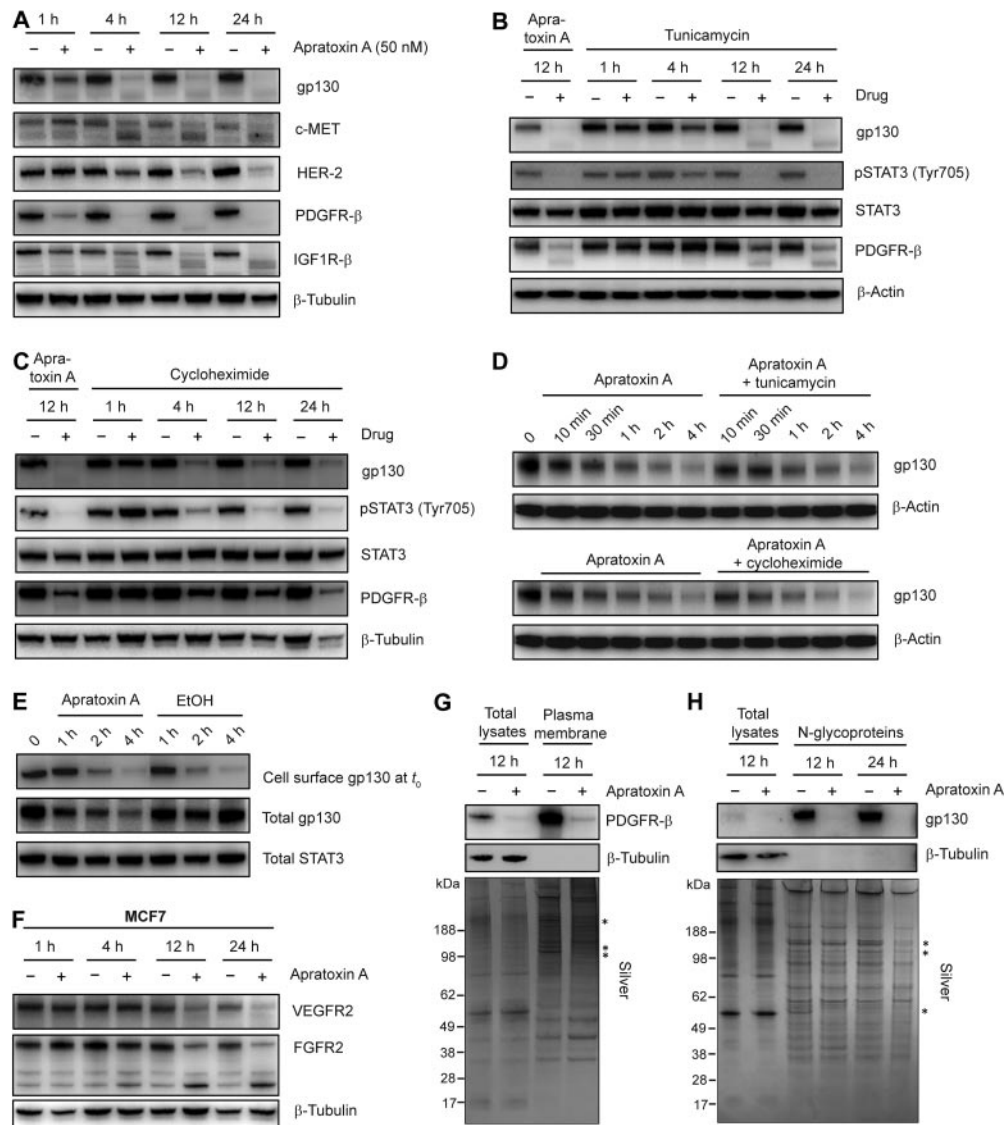 A
1 h 4 h 12 h 24 h
– + – + – + – + Apratoxin A (50 nM)
gp130
c-MET
HER-2
PDGFR-β
IGF1R-β
β-Tubulin
B
Apra-
toxin A Tunicamycin
12 h 1 h 4 h 12 h 24 h
– + – + – + – + – + Drug
gp130
pSTAT3 (Tyr705)
STAT3
PDGFR-β
β-Actin
C
Apra-
toxin A Cycloheximide
12 h 1 h 4 h 12 h 24 h
– + – + – + – + – + Drug
gp130
pSTAT3 (Tyr705)
STAT3
PDGFR-β
β-Tubulin
D
Apratoxin A Apratoxin A
+ tunicamycin
0 10 min 30 min 1 h 2 h 4 h 10 min 30 min 1 h 2 h 4 h
gp130
β-Actin
Apratoxin A Apratoxin A
+ cycloheximide
gp130
β-Actin
E
Apratoxin A EtOH
0 1 h 2 h 4 h 1 h 2 h 4 h
Cell surface gp130 at t0
Total gp130
Total STAT3
F
MCF7
1 h 4 h 12 h 24 h
– + – + – + – + Apratoxin A
VEGFR2
FGFR2
β-Tubulin
G
Total
lysates Plasma
membrane
12 h 12 h
– + – + Apratoxin A
PDGFR-β
β-Tubulin
kDa
188
98
62
49
38
28
17
*
*
*
Silver
H
Total
lysates N-glycoproteins
12 h 12 h 24 h
– + – + – + Apratoxin A
gp130
β-Tubulin
kDa
188
98
62
49
38
28
17
*
*
*
Silver